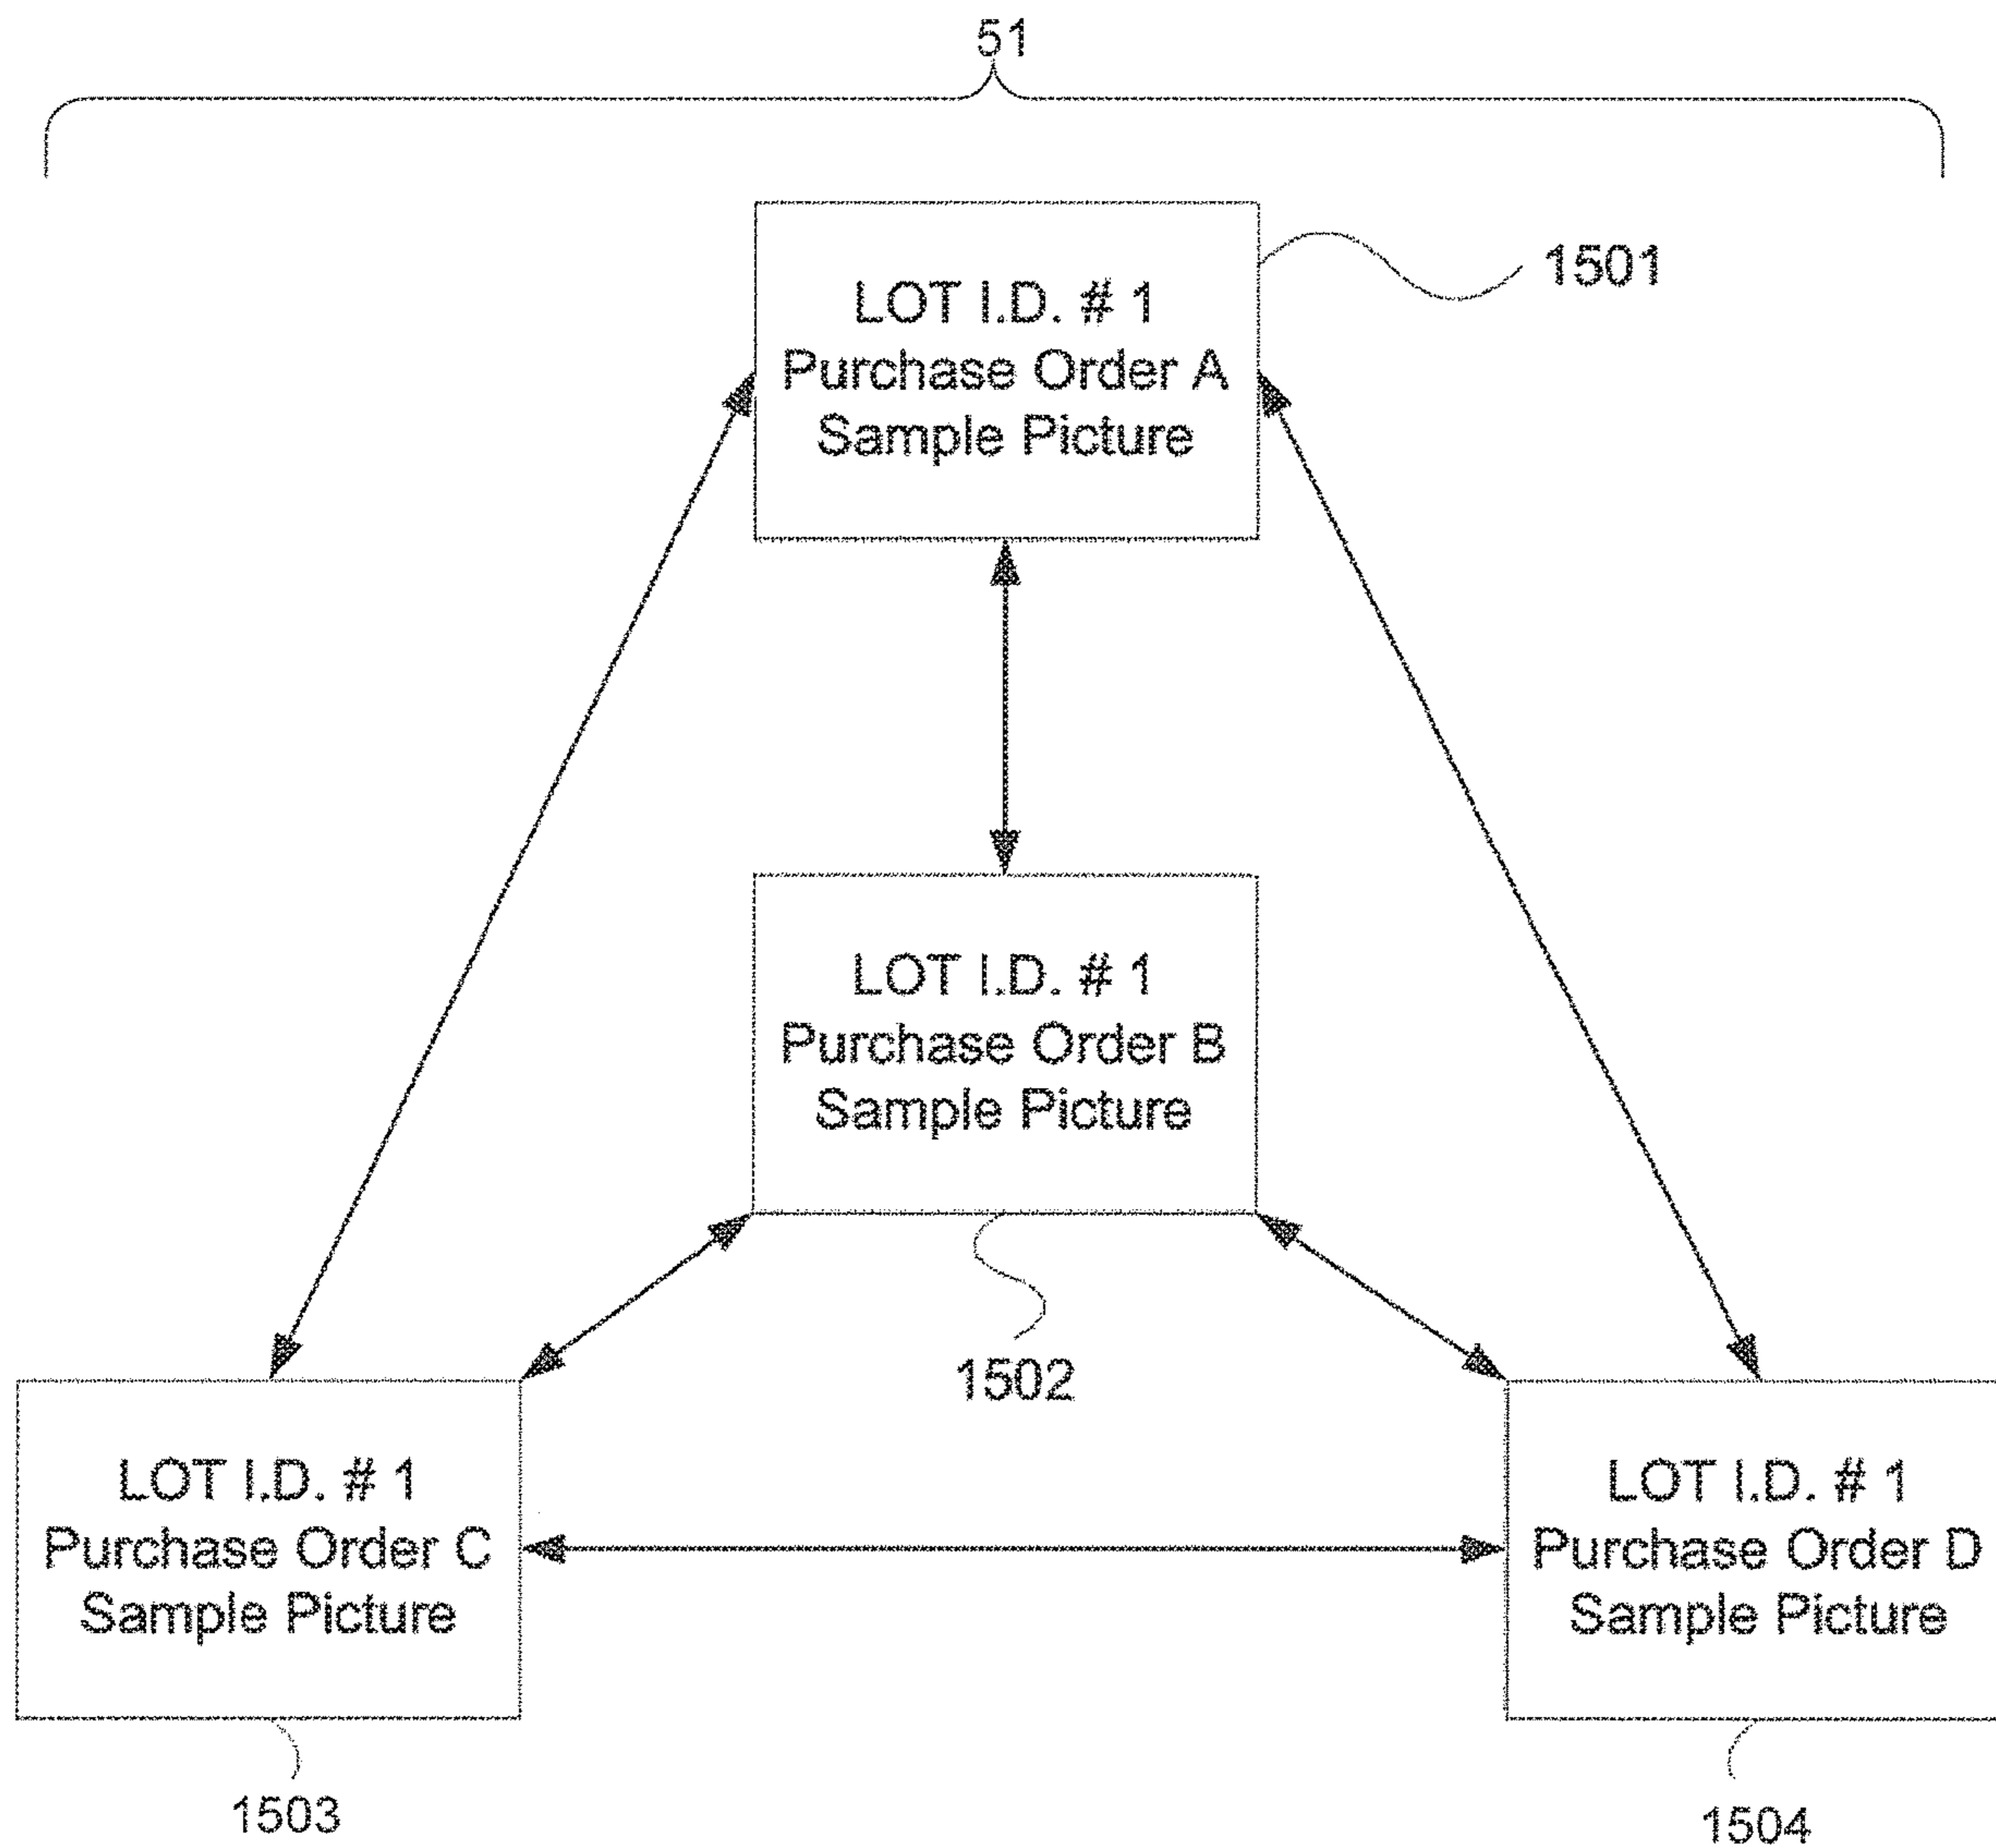 51
LOT I.D. # 1
Purchase Order A
Sample Picture
1501
LOT I.D. # 1
Purchase Order B
Sample Picture
1502
LOT I.D. # 1
Purchase Order C
Sample Picture
1503
LOT I.D. # 1
Purchase Order D
Sample Picture
1504